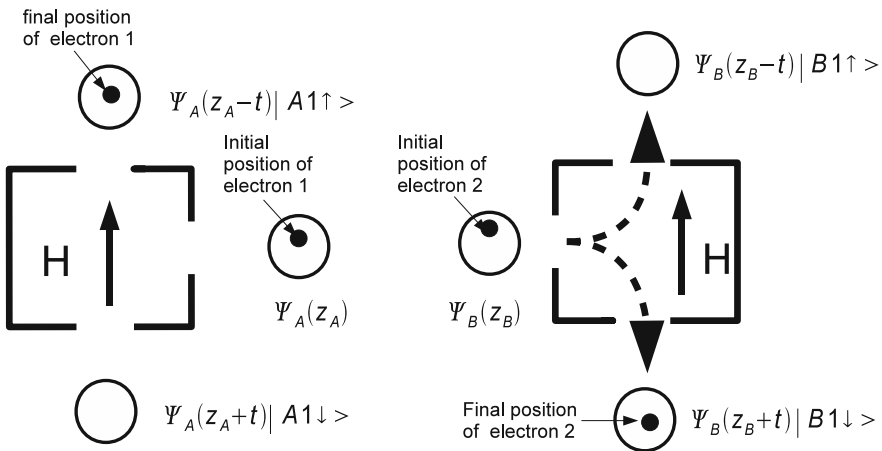 final position
of electron 1
Ψ_A(z_A−t)| A1↑>
Initial
position of
electron 1
H
Ψ_A(z_A)
Ψ_A(z_A+t)| A1↓>
Ψ_B(z_B−t)| B1↑>
Initial
position of
electron 2
H
Ψ_B(z_B)
Final position
of electron 2
Ψ_B(z_B+t)| B1↓>